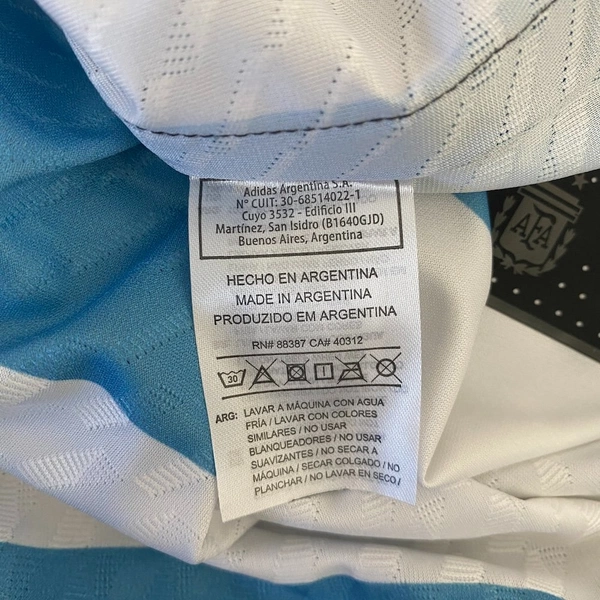 Adidas Argentina S.A.
N° CUIT: 30-68514022-1
Cuyo 3532 - Edificio III
Martínez, San Isidro (B1640GJD)
Buenos Aires, Argentina
HECHO EN ARGENTINA
MADE IN ARGENTINA
PRODUZIDO EM ARGENTINA
RN# 88387 CA# 40312
30
ARG: LAVAR A MÁQUINA CON AGUA
FRÍA / LAVAR CON COLORES
SIMILARES / NO USAR
BLANQUEADORES / NO USAR
SUAVIZANTES / NO SECAR A
MÁQUINA / SECAR COLGADO / NO
PLANCHAR / NO LAVAR EN SECO /
AFA